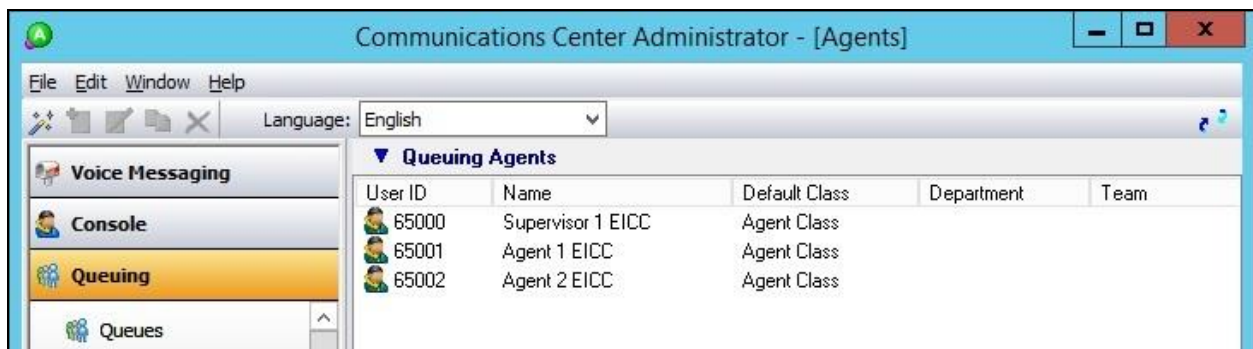 Communications Center Administrator - [Agents]
File Edit Window Help
Language: English
Voice Messaging
Console
Queuing
Queues
Queuing Agents
User ID Name Default Class Department Team
65000 Supervisor 1 EICC Agent Class
65001 Agent 1 EICC Agent Class
65002 Agent 2 EICC Agent Class